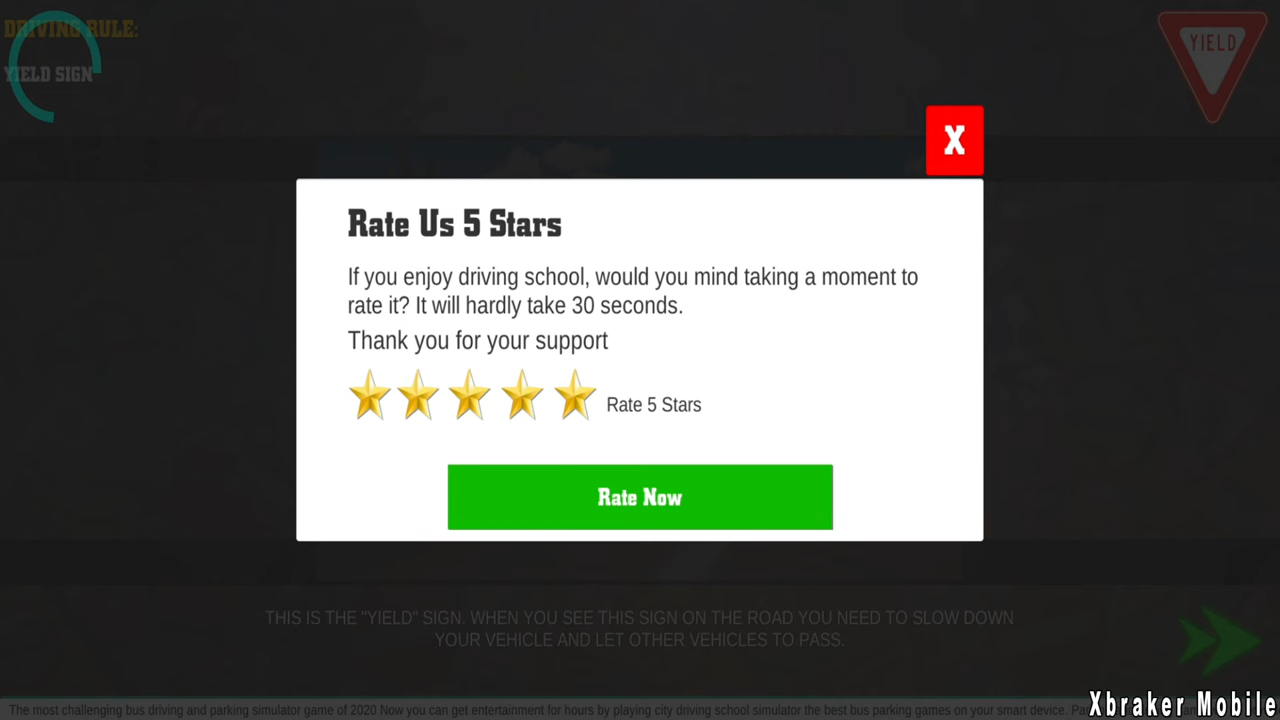 DRIVING RULE:
YIELD SIGN
YIELD
X
Rate Us 5 Stars
If you enjoy driving school, would you mind taking a moment to
rate it? It will hardly take 30 seconds.
Thank you for your support
Rate 5 Stars
Rate Now
THIS IS THE "YIELD" SIGN. WHEN YOU SEE THIS SIGN ON THE ROAD YOU NEED TO SLOW DOWN
YOUR VEHICLE AND LET OTHER VEHICLES TO PASS.
Xbraker Mobile
The most challenging bus driving and parking simulator game of 2020 Now you can get entertainment for hours by playing city driving school simulator the best bus parking games on your smart device.